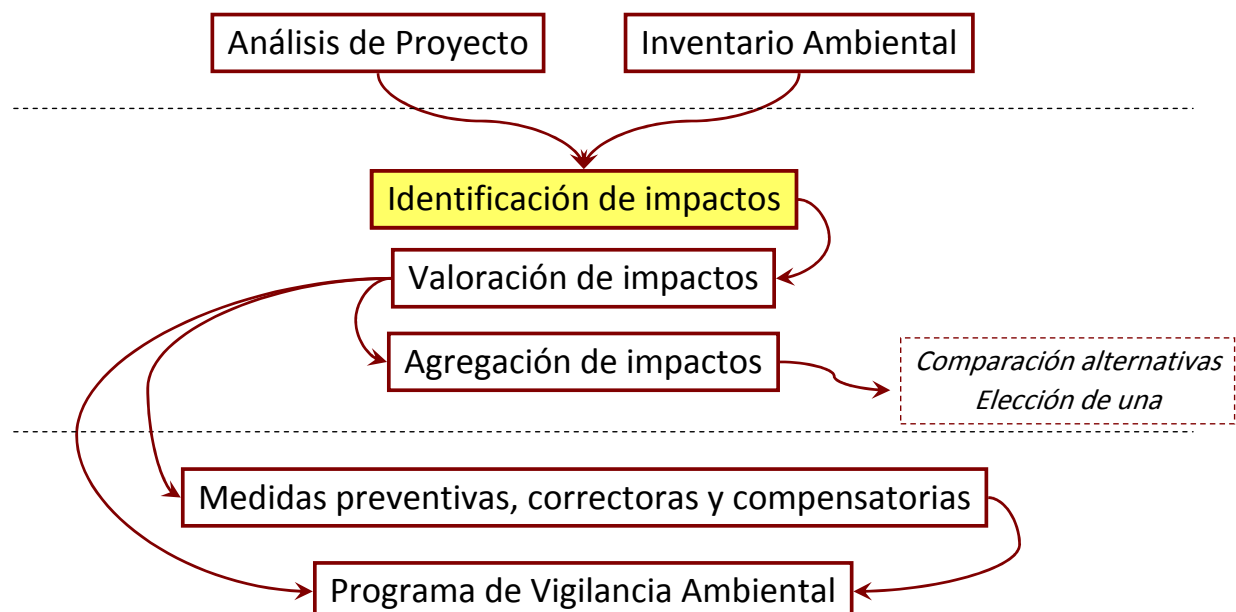 Análisis de Proyecto
Inventario Ambiental
Identificación de impactos
Valoración de impactos
Agregación de impactos
Comparación alternativas
Elección de una
Medidas preventivas, correctoras y compensatorias
Programa de Vigilancia Ambiental